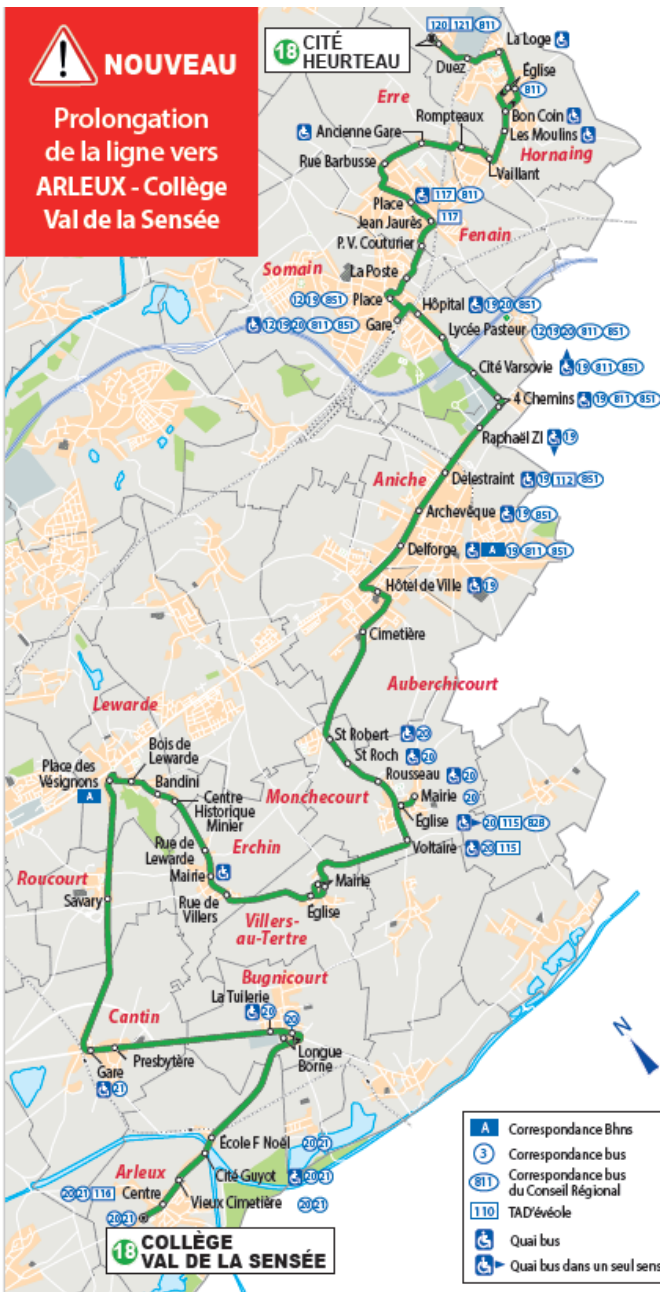 NOUVEAU
Prolongation
de la ligne vers
ARLEUX - Collège
Val de la Sensée
18 CITÉ
HEURTEAU
120 121 811
Duez
La Loge
Église
811
Erre
Bon Coin
Rompteaux
Les Moulins
Ancienne Gare
Hornaing
Rue Barbusse
Vaillant
Place 117 811
Jean Jaurès 117
P.V. Couturier
Fenain
Somain
La Poste
12 19 851 Place
Hôpital 19 20 851
12 19 20 811 851 Gare
Lycée Pasteur 12 19 20 811 851
Cité Varsovie 19 811 851
4 Chemins 19 811 851
Raphaël ZI 19
Aniche
Delestraint 19 112 851
Archevêque 19 851
Delforge A 19 811 851
Hôtel de Ville 19
Cimetière
Auberchicourt
Lewarde
St Robert 20
St Roch 20
Bois de
Lewarde
Place des
Vésignons
A
Bandini
Rousseau 20
Centre
Historique
Minier
Monchecourt
Mairie 20
Église 20 115 828
Voltaire 20 115
Erchin
Rue de
Lewarde
Mairie
Roucourt
Savary
Rue de
Villers
Mairie
Église
Villers-
au-Tertre
Bugnicourt
La Tuilerie
20
20
Cantin
Presbytère
Longue
Borne
Gare
21
N
École F Noël 20 21
Arleux
Cité Guyot 20 21
20 21 116 Centre
Vieux Cimetière 20 21
20 21
18 COLLÈGE
VAL DE LA SENSÉE
A Correspondance Bhns
3 Correspondance bus
811 Correspondance bus
du Conseil Régional
110 TAD'évéole
Quai bus
Quai bus dans un seul sens